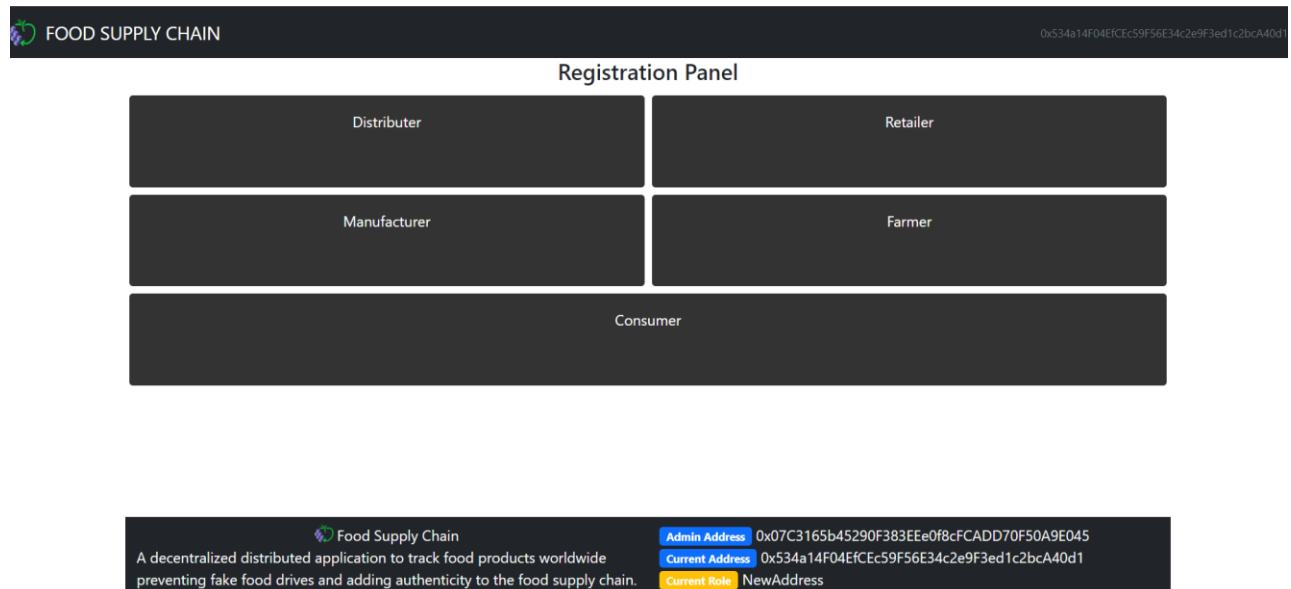 FOOD SUPPLY CHAIN
0x534a14F04EfCEc59F56E34c2e9F3ed1c2bcA40d1
Registration Panel
Distributer
Retailer
Manufacturer
Farmer
Consumer
Food Supply Chain
A decentralized distributed application to track food products worldwide
preventing fake food drives and adding authenticity to the food supply chain.
Admin Address 0x07C3165b45290F383EEe0f8cFCADD70F50A9E045
Current Address 0x534a14F04EfCEc59F56E34c2e9F3ed1c2bcA40d1
Current Role NewAddress